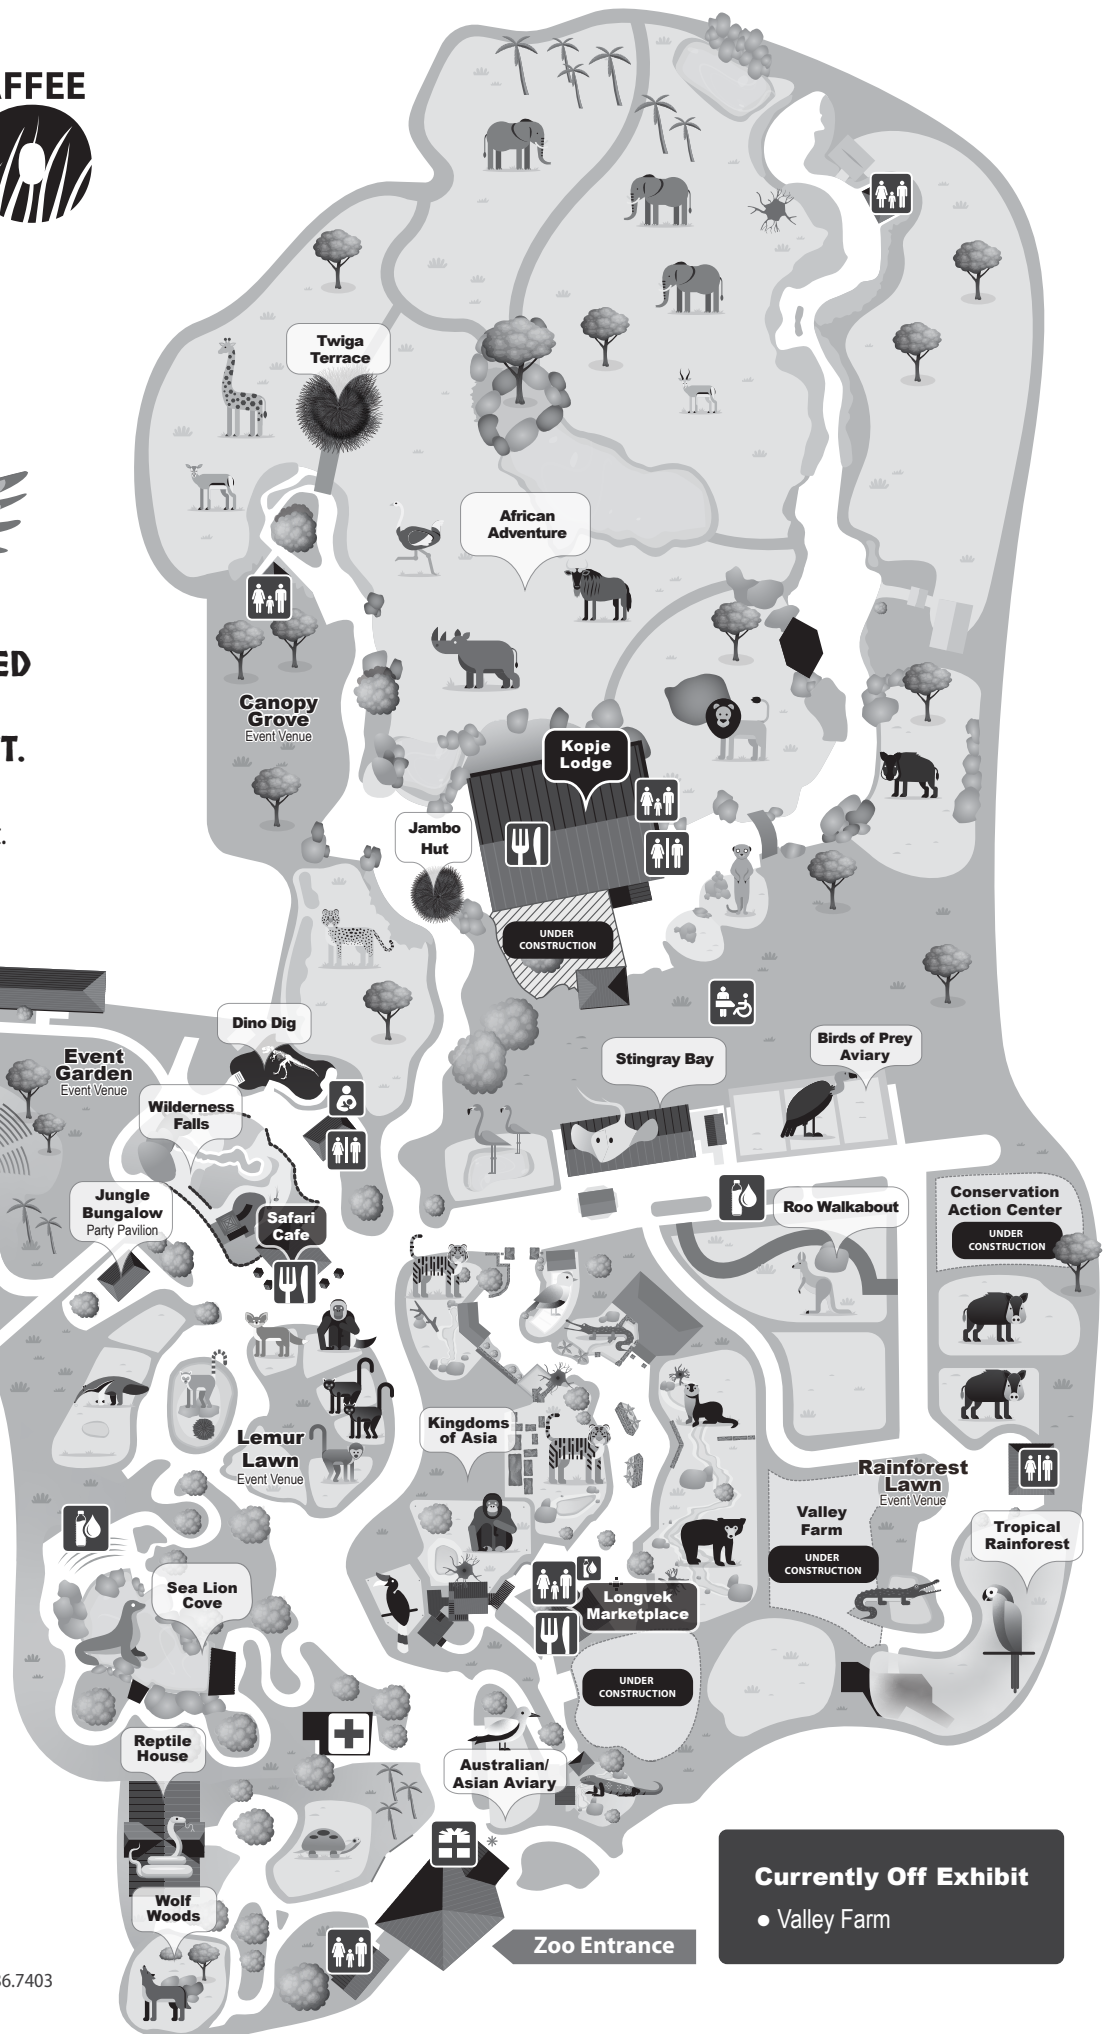 AFFEE
Twiga
Terrace
African
Adventure
ED
Canopy
Grove
Event Venue
T.
Kopje
Lodge
Jambo
Hut
UNDER
CONSTRUCTION
Dino Dig
Event
Garden
Event Venue
Stingray Bay
Birds of Prey
Aviary
Wilderness
Falls
Jungle
Bungalow
Party Pavilion
Safari
Cafe
Roo Walkabout
Conservation
Action Center
UNDER
CONSTRUCTION
Kingdoms
of Asia
Lemur
Lawn
Event Venue
Rainforest
Lawn
Event Venue
Valley
Farm
UNDER
CONSTRUCTION
Tropical
Rainforest
Sea Lion
Cove
Longvek
Marketplace
UNDER
CONSTRUCTION
Reptile
House
Australian/
Asian Aviary
*
Wolf
Woods
Zoo Entrance
Currently Off Exhibit
● Valley Farm
36.7403